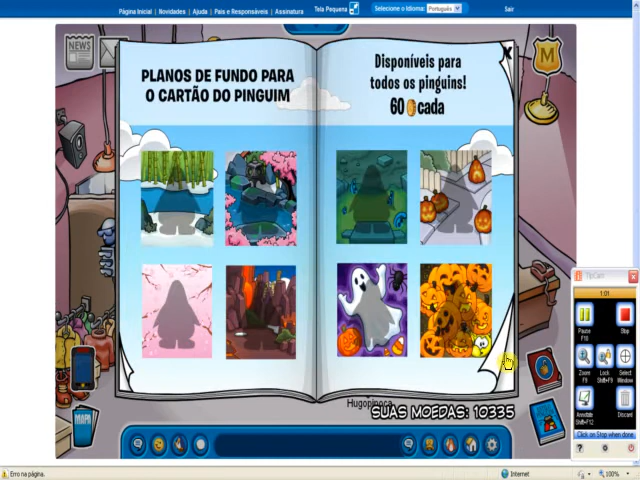 Página Inicial | Novidades | Ajuda | Pais e Responsáveis | Assinatura
Tela Pequena
Selecione o Idioma: Português
Sair
NEWS
M
X
PLANOS DE FUNDO PARA
O CARTÃO DO PINGUIM
Disponíveis para
todos os pinguins!
60 cada
1:01
Pause
F10
Stop
Zoom
F9
Lock
Shift+F9
Select
Window
Annotate
Shift+F12
Discard
Click on Stop when done
MAPA
Hugopipoca
SUAS MOEDAS: 10335
Erro na página.
Internet
100%